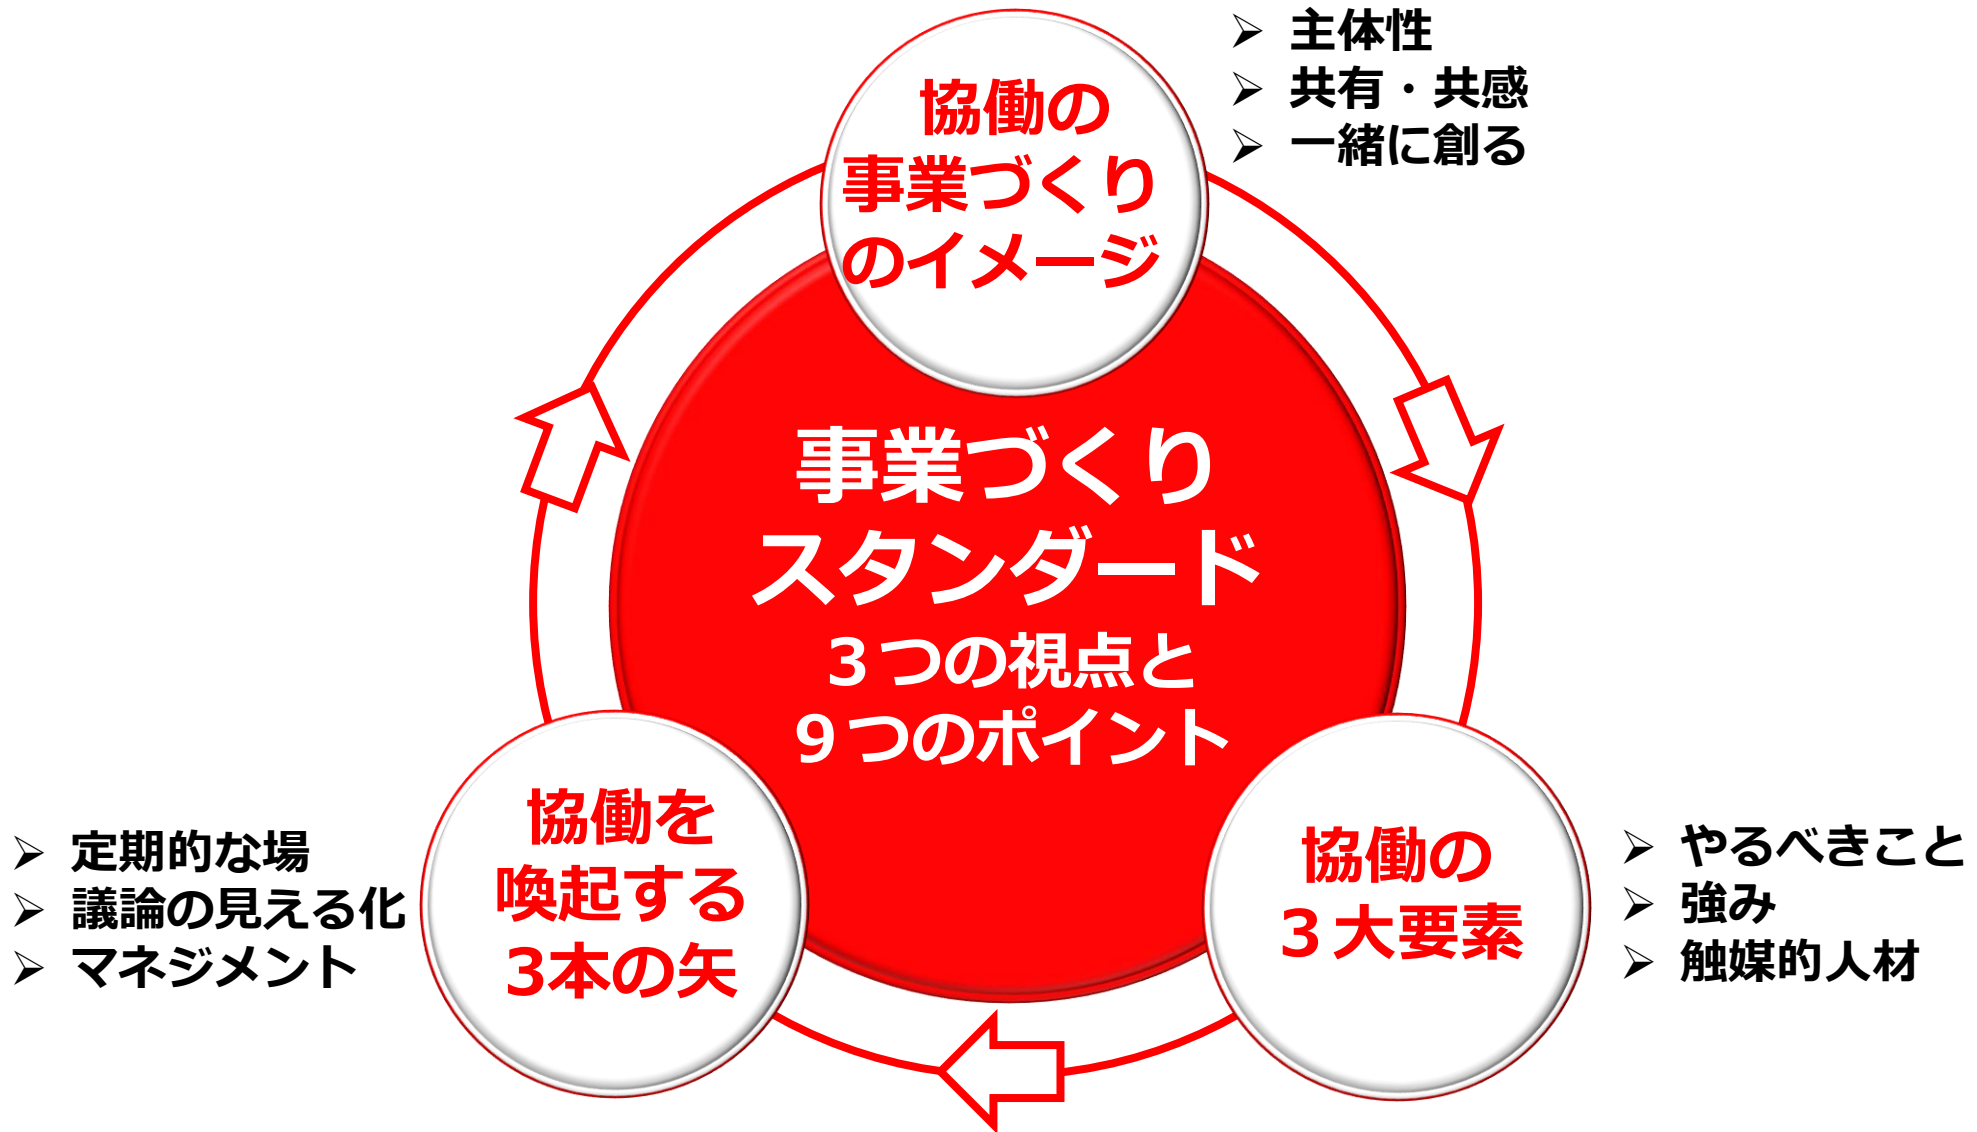 協働の
事業づくり
のイメージ
➢ 主体性
➢ 共有・共感
➢ 一緒に創る
事業づくり
スタンダード
３つの視点と
９つのポイント
協働の
３大要素
➢ やるべきこと
➢ 強み
➢ 触媒的人材
協働を
喚起する
3本の矢
➢ 定期的な場
➢ 議論の見える化
➢ マネジメント